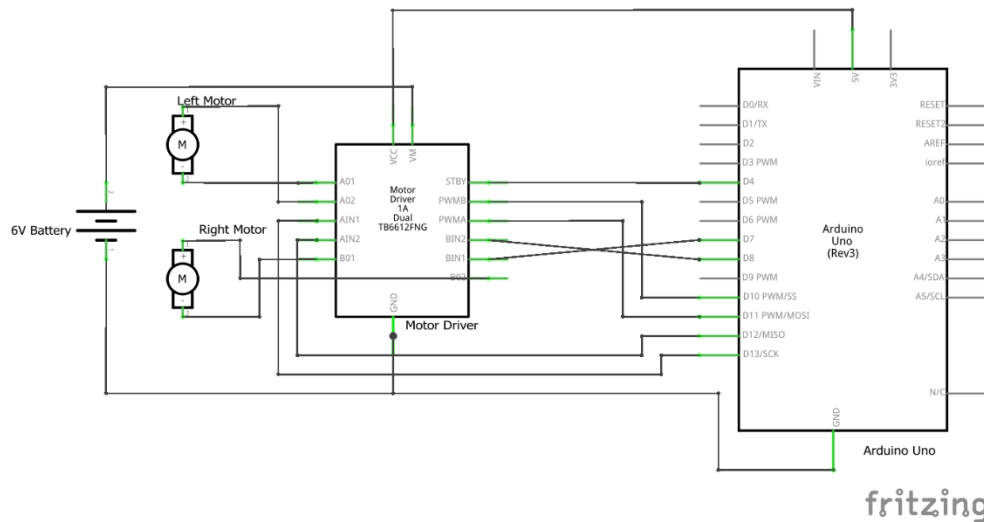 VIN
5V
3V3
Left Motor
+
M
-
VCC
VM
D0/RX
D1/TX
D2
D3 PWM
D4
D5 PWM
D6 PWM
D7
D8
D9 PWM
D10 PWM/SS
D11 PWM/MOSI
D12/MISO
D13/SCK
RESET
RESET2
AREF
ioref
A0
A1
A2
A3
A4/SDA
A5/SCL
N/C
Arduino
Uno
(Rev3)
GND
Arduino Uno
A01
A02
AIN1
AIN2
B01
Motor
Driver
1A
Dual
TB6612FNG
STBY
PWMB
PWMA
BIN2
BIN1
B02
GND
Motor Driver
6V Battery
2
1
Right Motor
+
M
-
fritzing